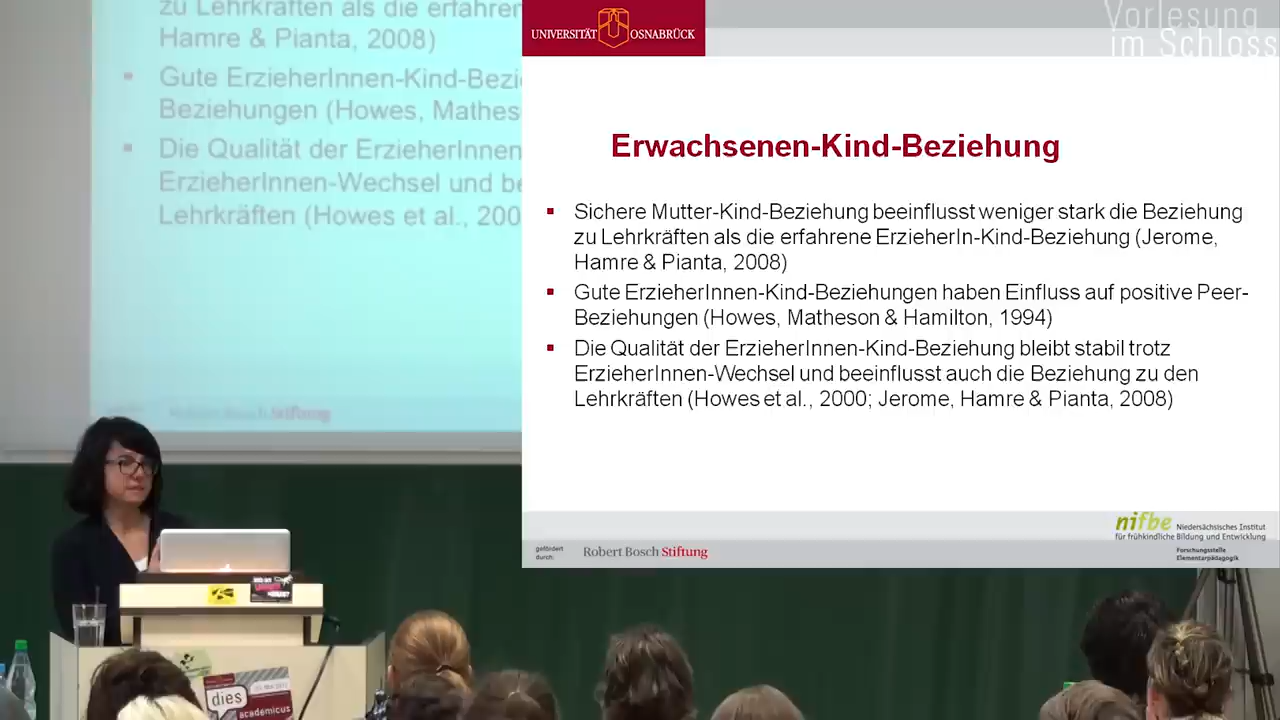 zu Lehrkräften als die erfahren
Hamre & Pianta, 2008)
Gute ErzieherInnen-Kind-Bezi
Beziehungen (Howes, Mathes
Die Qualität der ErzieherInnen
ErzieherInnen-Wechsel und be
Lehrkräften (Howes et al., 200
Robert Bosch Stiftung
UNIVERSITÄT OSNABRÜCK
Vorlesung
im Schloss
Erwachsenen-Kind-Beziehung
▪ Sichere Mutter-Kind-Beziehung beeinflusst weniger stark die Beziehung
zu Lehrkräften als die erfahrene ErzieherIn-Kind-Beziehung (Jerome,
Hamre & Pianta, 2008)
▪ Gute ErzieherInnen-Kind-Beziehungen haben Einfluss auf positive Peer-
Beziehungen (Howes, Matheson & Hamilton, 1994)
▪ Die Qualität der ErzieherInnen-Kind-Beziehung bleibt stabil trotz
ErzieherInnen-Wechsel und beeinflusst auch die Beziehung zu den
Lehrkräften (Howes et al., 2000; Jerome, Hamre & Pianta, 2008)
gefördert
durch:
Robert Bosch Stiftung
nifbe Niedersächsisches Institut
für frühkindliche Bildung und Entwicklung
Forschungsstelle
Elementarpädagogik
dies
academicus